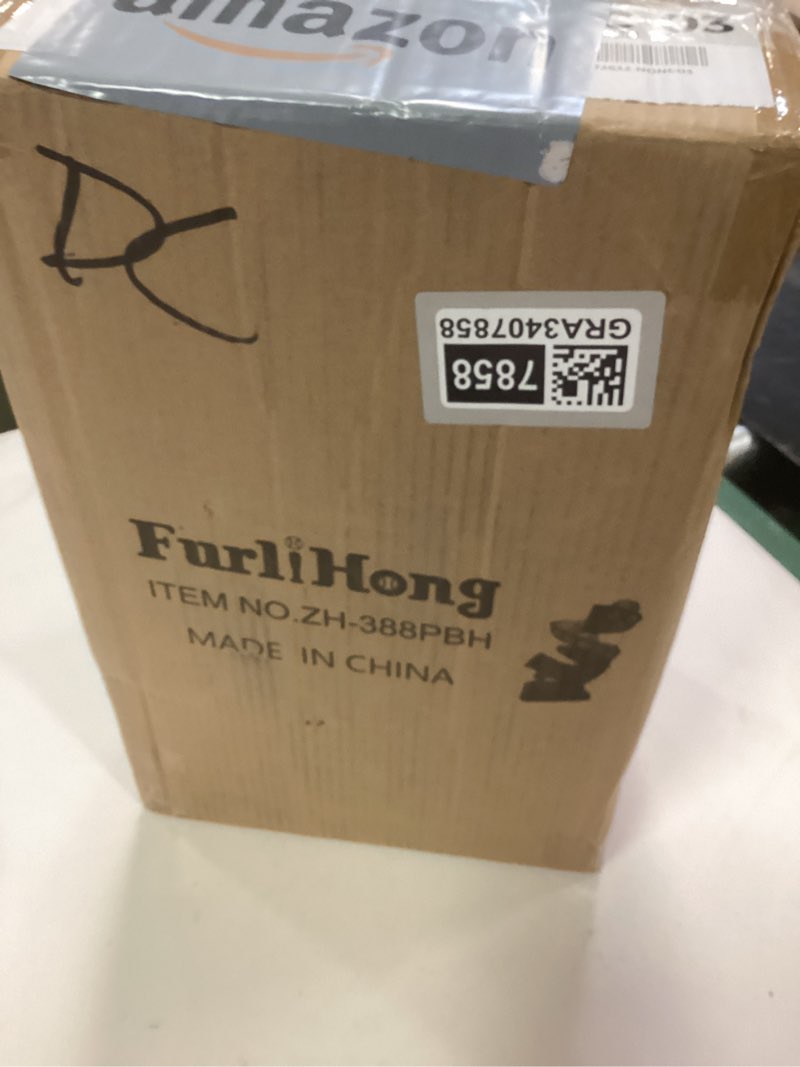 amazon
DC
GRA3407858
7858
FurliHong
ITEM NO.ZH-388PBH
MADE IN CHINA